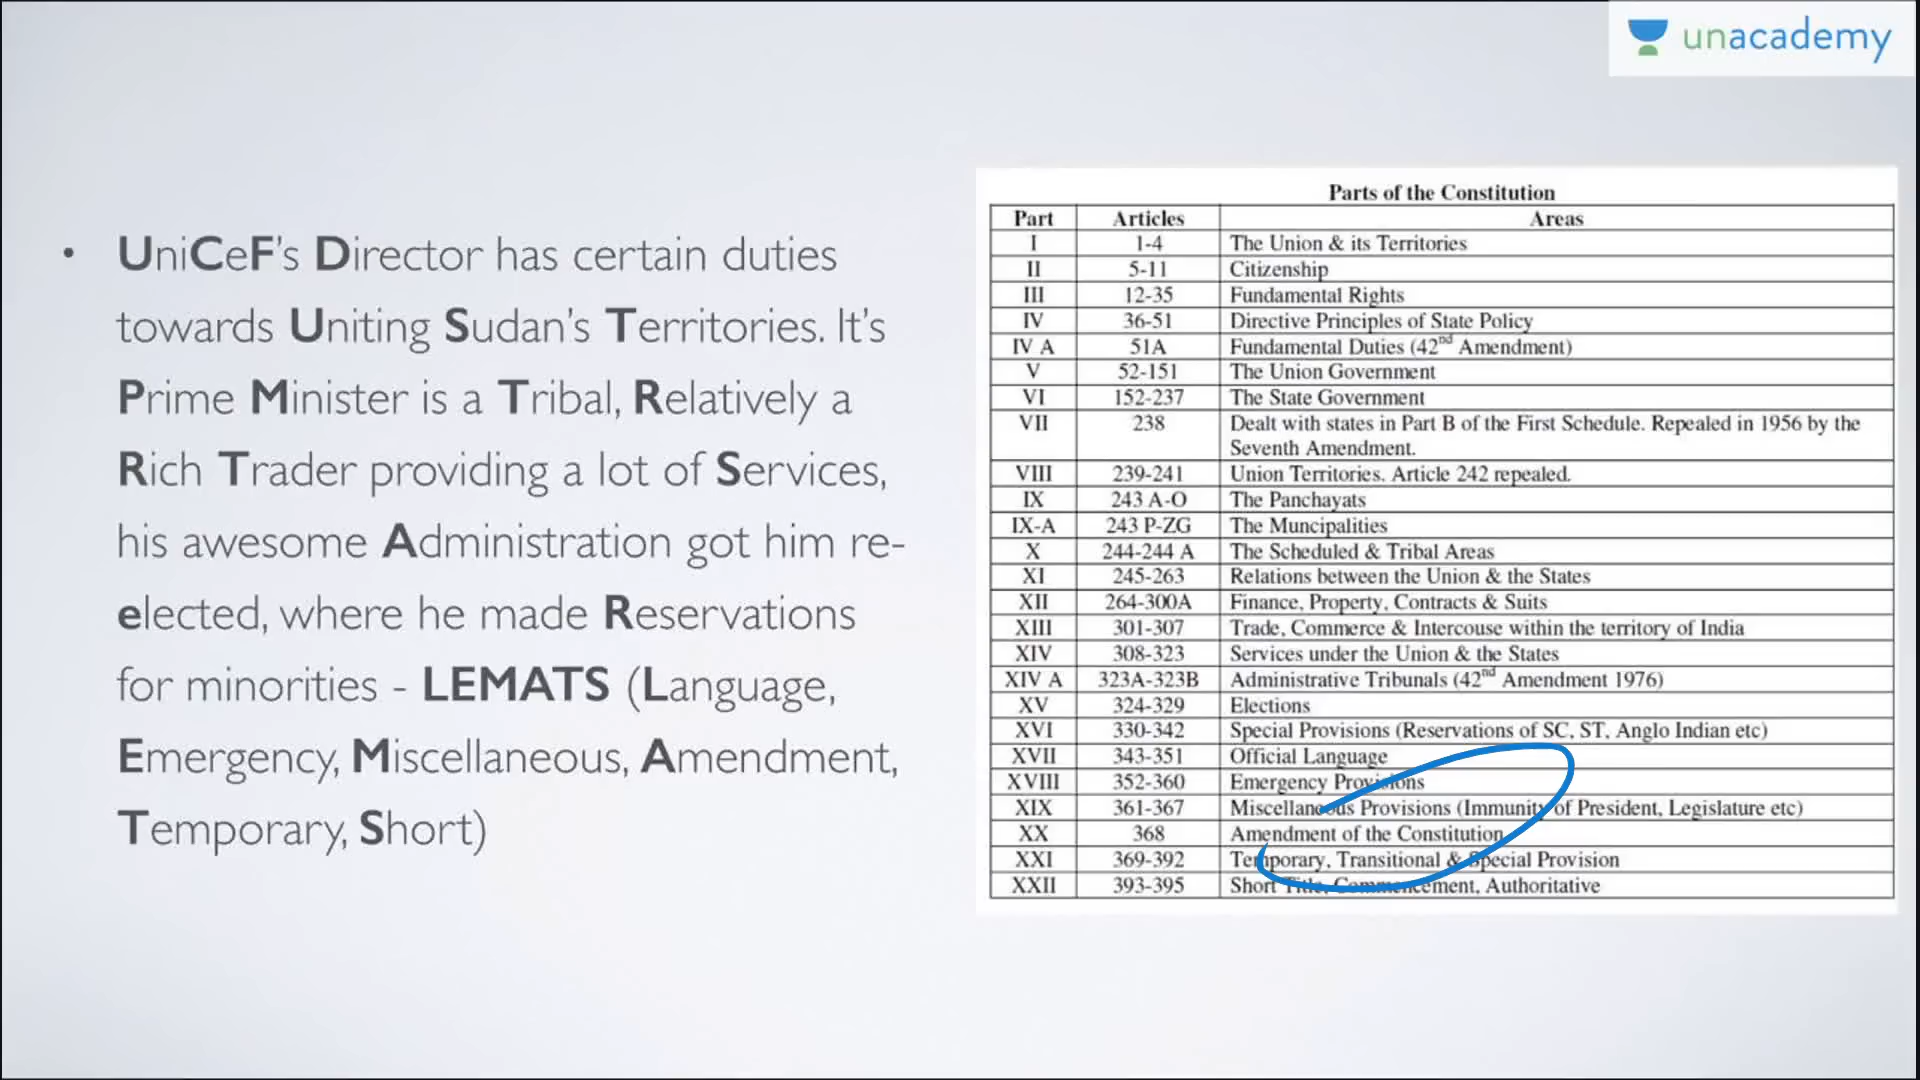 unacademy
• UniCeF's Director has certain duties
towards Uniting Sudan's Territories. It's
Prime Minister is a Tribal, Relatively a
Rich Trader providing a lot of Services,
his awesome Administration got him re-
elected, where he made Reservations
for minorities - LEMATS (Language,
Emergency, Miscellaneous, Amendment,
Temporary, Short)
Parts of the Constitution
Part Articles Areas
I 1-4 The Union & its Territories
II 5-11 Citizenship
III 12-35 Fundamental Rights
IV 36-51 Directive Principles of State Policy
IV A 51A Fundamental Duties (42nd Amendment)
V 52-151 The Union Government
VI 152-237 The State Government
VII 238 Dealt with states in Part B of the First Schedule. Repealed in 1956 by the
Seventh Amendment.
VIII 239-241 Union Territories. Article 242 repealed.
IX 243 A-O The Panchayats
IX-A 243 P-ZG The Muncipalities
X 244-244 A The Scheduled & Tribal Areas
XI 245-263 Relations between the Union & the States
XII 264-300A Finance, Property, Contracts & Suits
XIII 301-307 Trade, Commerce & Intercouse within the territory of India
XIV 308-323 Services under the Union & the States
XIV A 323A-323B Administrative Tribunals (42nd Amendment 1976)
XV 324-329 Elections
XVI 330-342 Special Provisions (Reservations of SC, ST, Anglo Indian etc)
XVII 343-351 Official Language
XVIII 352-360 Emergency Provisions
XIX 361-367 Miscellaneous Provisions (Immunity of President, Legislature etc)
XX 368 Amendment of the Constitution
XXI 369-392 Temporary, Transitional & Special Provision
XXII 393-395 Short Title, Commencement, Authoritative